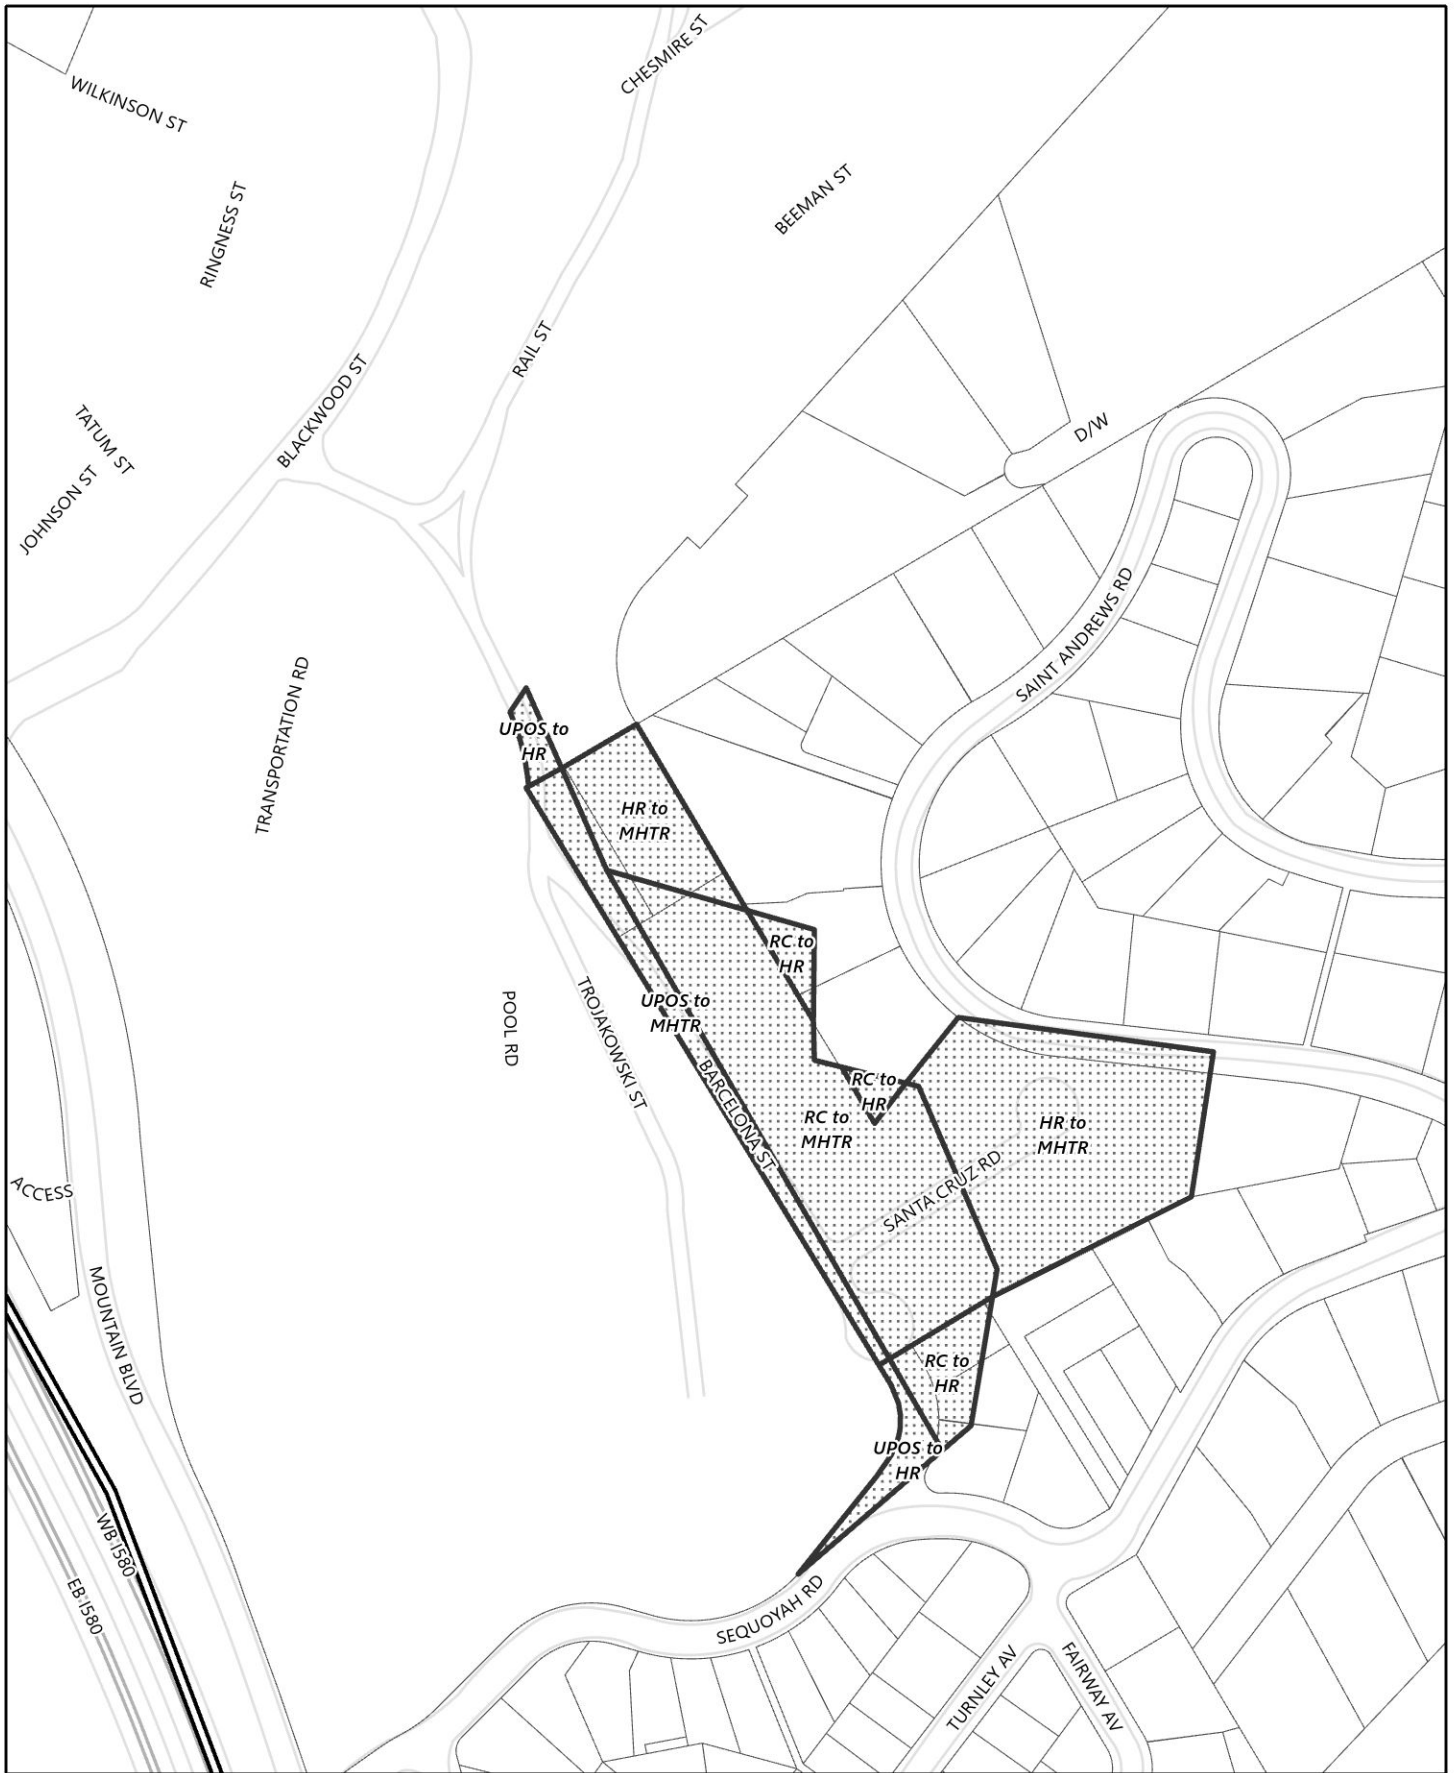 CHESMIRE ST
WILKINSON ST
BEEMAN ST
RINGNESS ST
RAIL ST
BLACKWOOD ST
TATUM ST
D/W
JOHNSON ST
SAINT ANDREWS RD
TRANSPORTATION RD
UPOS to
HR
HR to
MHTR
RC to
HR
UPOS to
MHTR
POOL RD
TROJAKOWSKI ST
BARCELONA ST
RC to
HR
RC to
MHTR
HR to
MHTR
SANTA CRUZ RD
ACCESS
MOUNTAIN BLVD
RC to
HR
UPOS to
HR
WB I580
EB I580
SEQUOYAH RD
TURNLEY AV
FAIRWAY AV